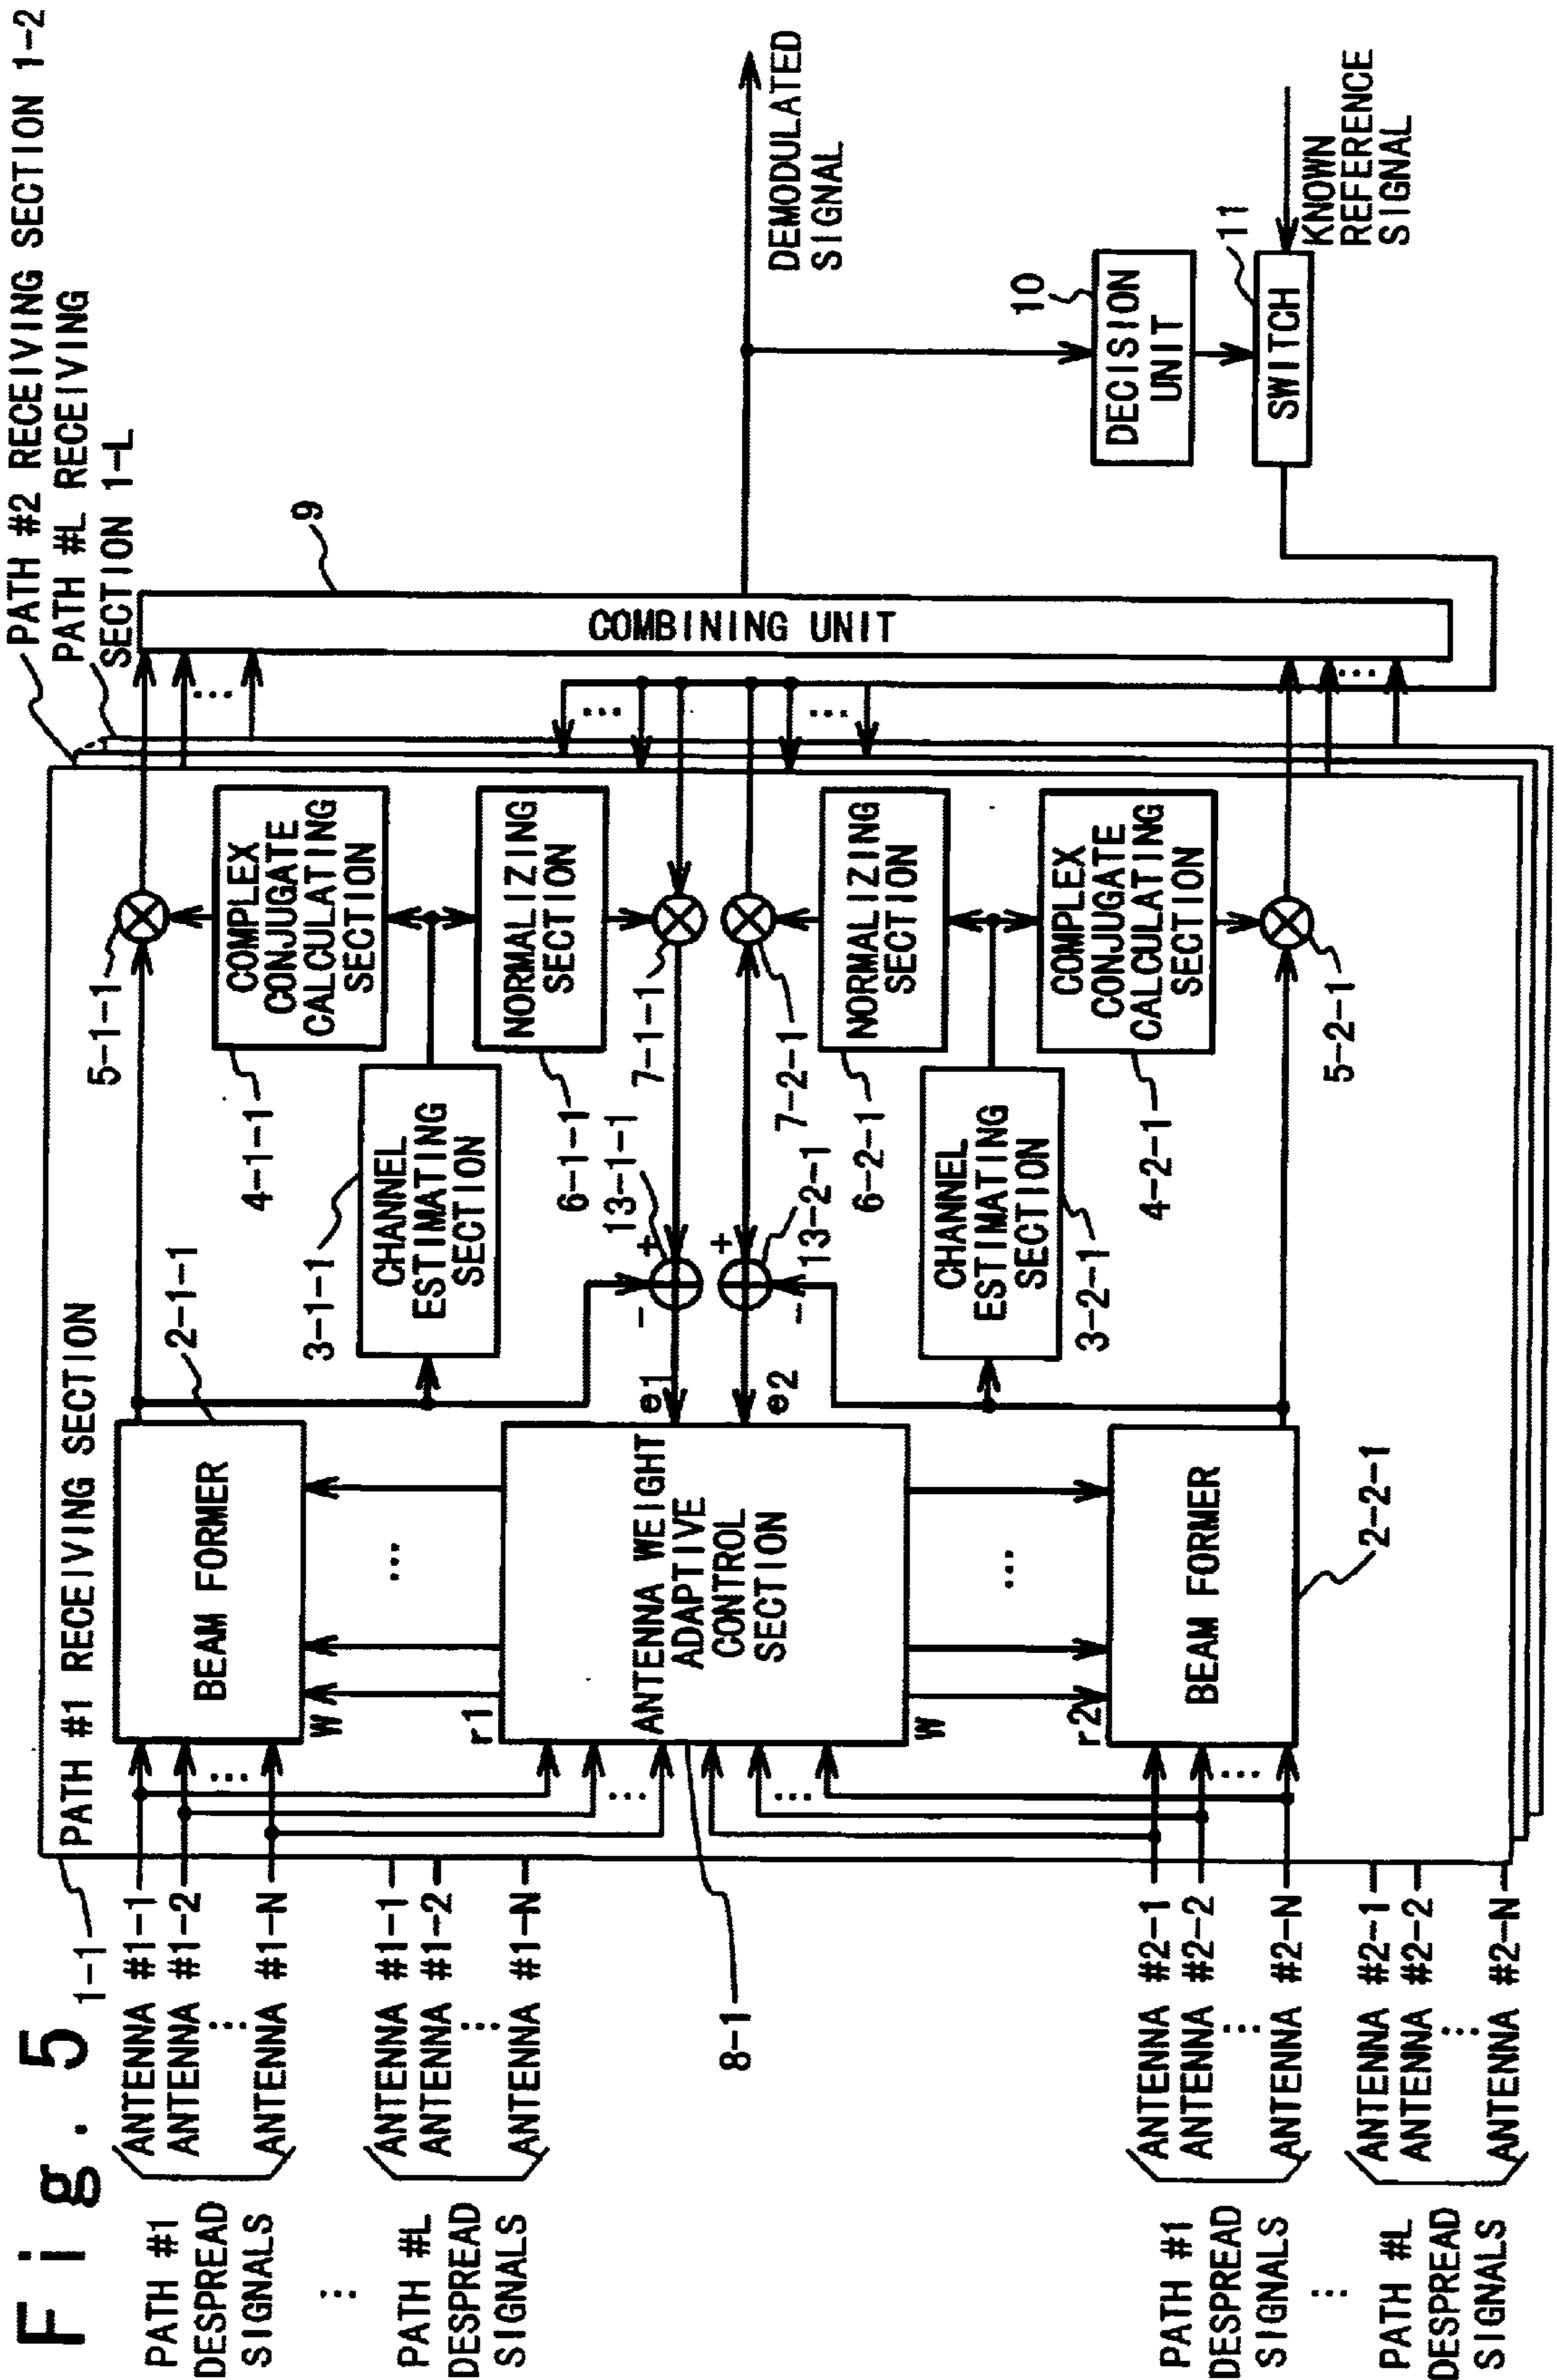 Fig. 5
PATH #1 RECEIVING SECTION
PATH #2 RECEIVING SECTION 1-2
PATH #L RECEIVING
SECTION 1-L
1-1
PATH #1
DESPREAD
SIGNALS
ANTENNA #1-1
ANTENNA #1-2
...
ANTENNA #1-N
...
PATH #L
DESPREAD
SIGNALS
ANTENNA #1-1
ANTENNA #1-2
...
ANTENNA #1-N
PATH #1
DESPREAD
SIGNALS
ANTENNA #2-1
ANTENNA #2-2
...
ANTENNA #2-N
...
PATH #L
DESPREAD
SIGNALS
ANTENNA #2-1
ANTENNA #2-2
...
ANTENNA #2-N
BEAM FORMER
2-1-1
W
r1
...
ANTENNA WEIGHT
ADAPTIVE
CONTROL
SECTION
8-1
e1
e2
W
r2
...
BEAM FORMER
2-2-1
5-1-1
COMPLEX
CONJUGATE
CALCULATING
SECTION
4-1-1
CHANNEL
ESTIMATING
SECTION
3-1-1
NORMALIZING
SECTION
6-1-1
7-1-1
13-1-1
+
-
+
-
13-2-1
7-2-1
NORMALIZING
SECTION
6-2-1
CHANNEL
ESTIMATING
SECTION
3-2-1
COMPLEX
CONJUGATE
CALCULATING
SECTION
4-2-1
5-2-1
...
...
...
...
COMBINING UNIT
9
DEMODULATED
SIGNAL
DECISION
UNIT
10
SWITCH
11
KNOWN
REFERENCE
SIGNAL